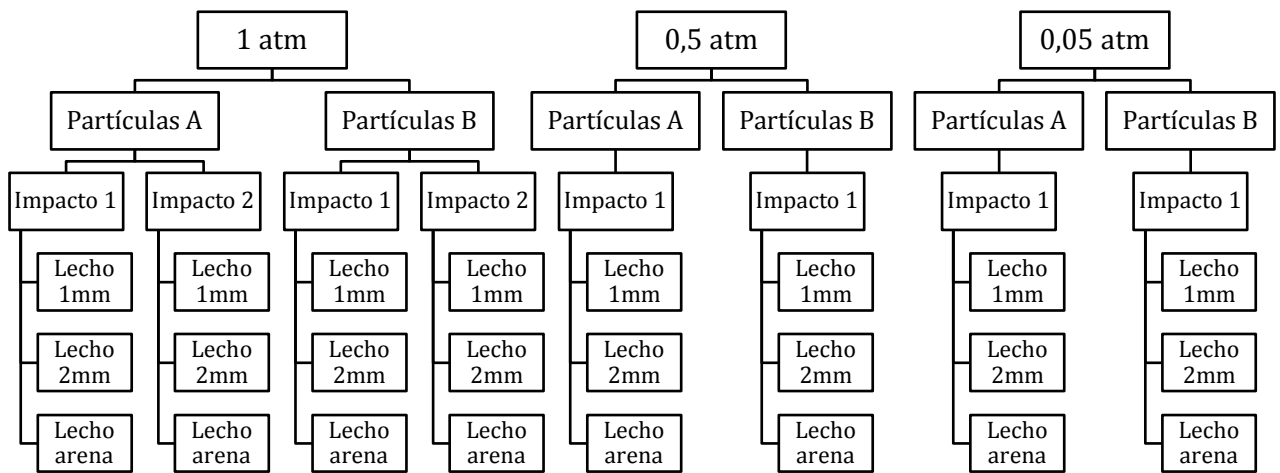 1 atm
0,5 atm
0,05 atm
Partículas A
Partículas B
Partículas A
Partículas B
Partículas A
Partículas B
Impacto 1
Impacto 2
Impacto 1
Impacto 2
Impacto 1
Impacto 1
Impacto 1
Impacto 1
Lecho
1mm
Lecho
1mm
Lecho
1mm
Lecho
1mm
Lecho
1mm
Lecho
1mm
Lecho
1mm
Lecho
1mm
Lecho
2mm
Lecho
2mm
Lecho
2mm
Lecho
2mm
Lecho
2mm
Lecho
2mm
Lecho
2mm
Lecho
2mm
Lecho
arena
Lecho
arena
Lecho
arena
Lecho
arena
Lecho
arena
Lecho
arena
Lecho
arena
Lecho
arena